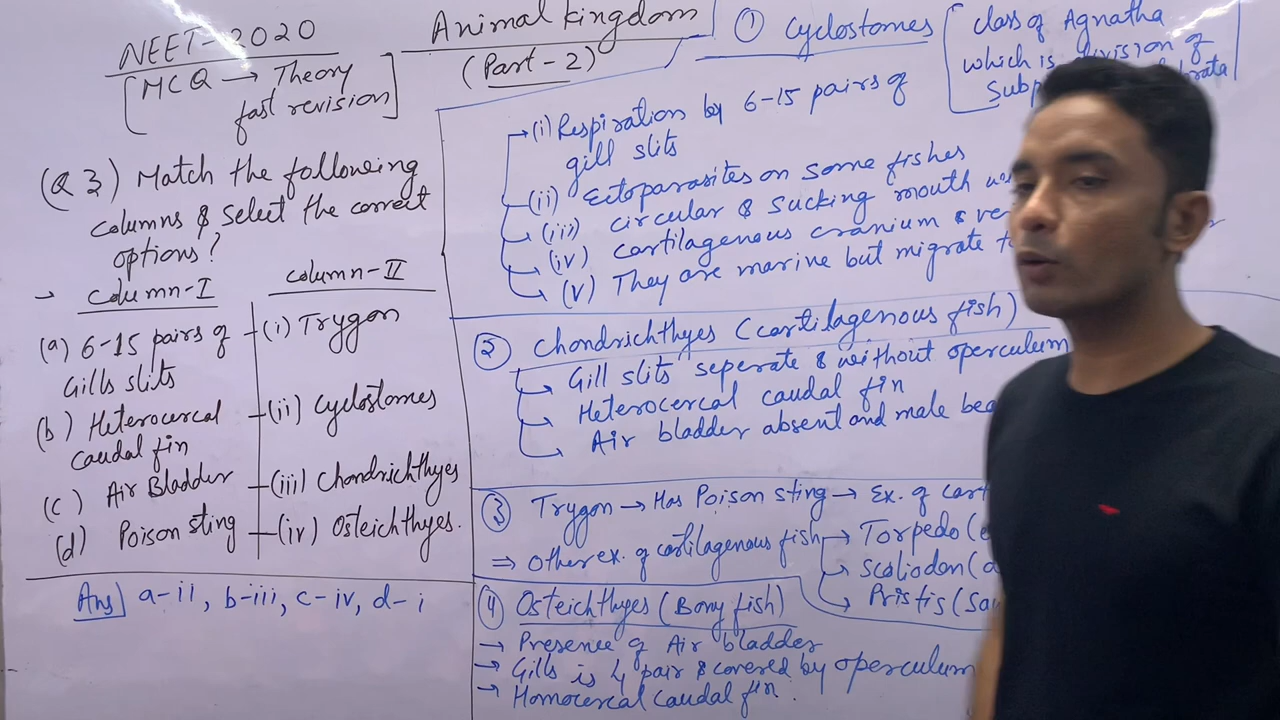 NEET-2020
[MCQ → Theory
fast revision]
Animal kingdom
(Part-2)
(Q 3) Match the following
columns & select the correct
options?
column-I
column-II
(a) 6-15 pairs of
Gills slits
(i) Trygon
(b) Heterocercal
caudal fin
(ii) Cyclostomes
(c) Air Bladder
(iii) Chondrichthyes
(d) Poison sting
(iv) Osteichthyes.
Ans] a-ii, b-iii, c-iv, d-i
① Cyclostomes
[class of Agnatha
which is division of
→(i) Respiration by 6-15 pairs of
gill slits
(ii) Ectoparasites on some fishes
(iii) circular & sucking mouth
(iv) cartilagenous cranium &
(v) They are marine but migrate
② Chondrichthyes (cartilagenous fish)
→ Gill slits seperate & without operculum
→ Heterocercal caudal fin
→ Air bladder absent and male
③ Trygon → Has Poison sting → Ex. of
⇒ Other ex. of cartilagenous fish → Torpedo
→ Scoliodon
→ Pristis
④ Osteichthyes (Bony fish)
→ Presence of Air bladder
→ Gills is 4 pair & covered by operculum
→ Homocercal caudal fin.